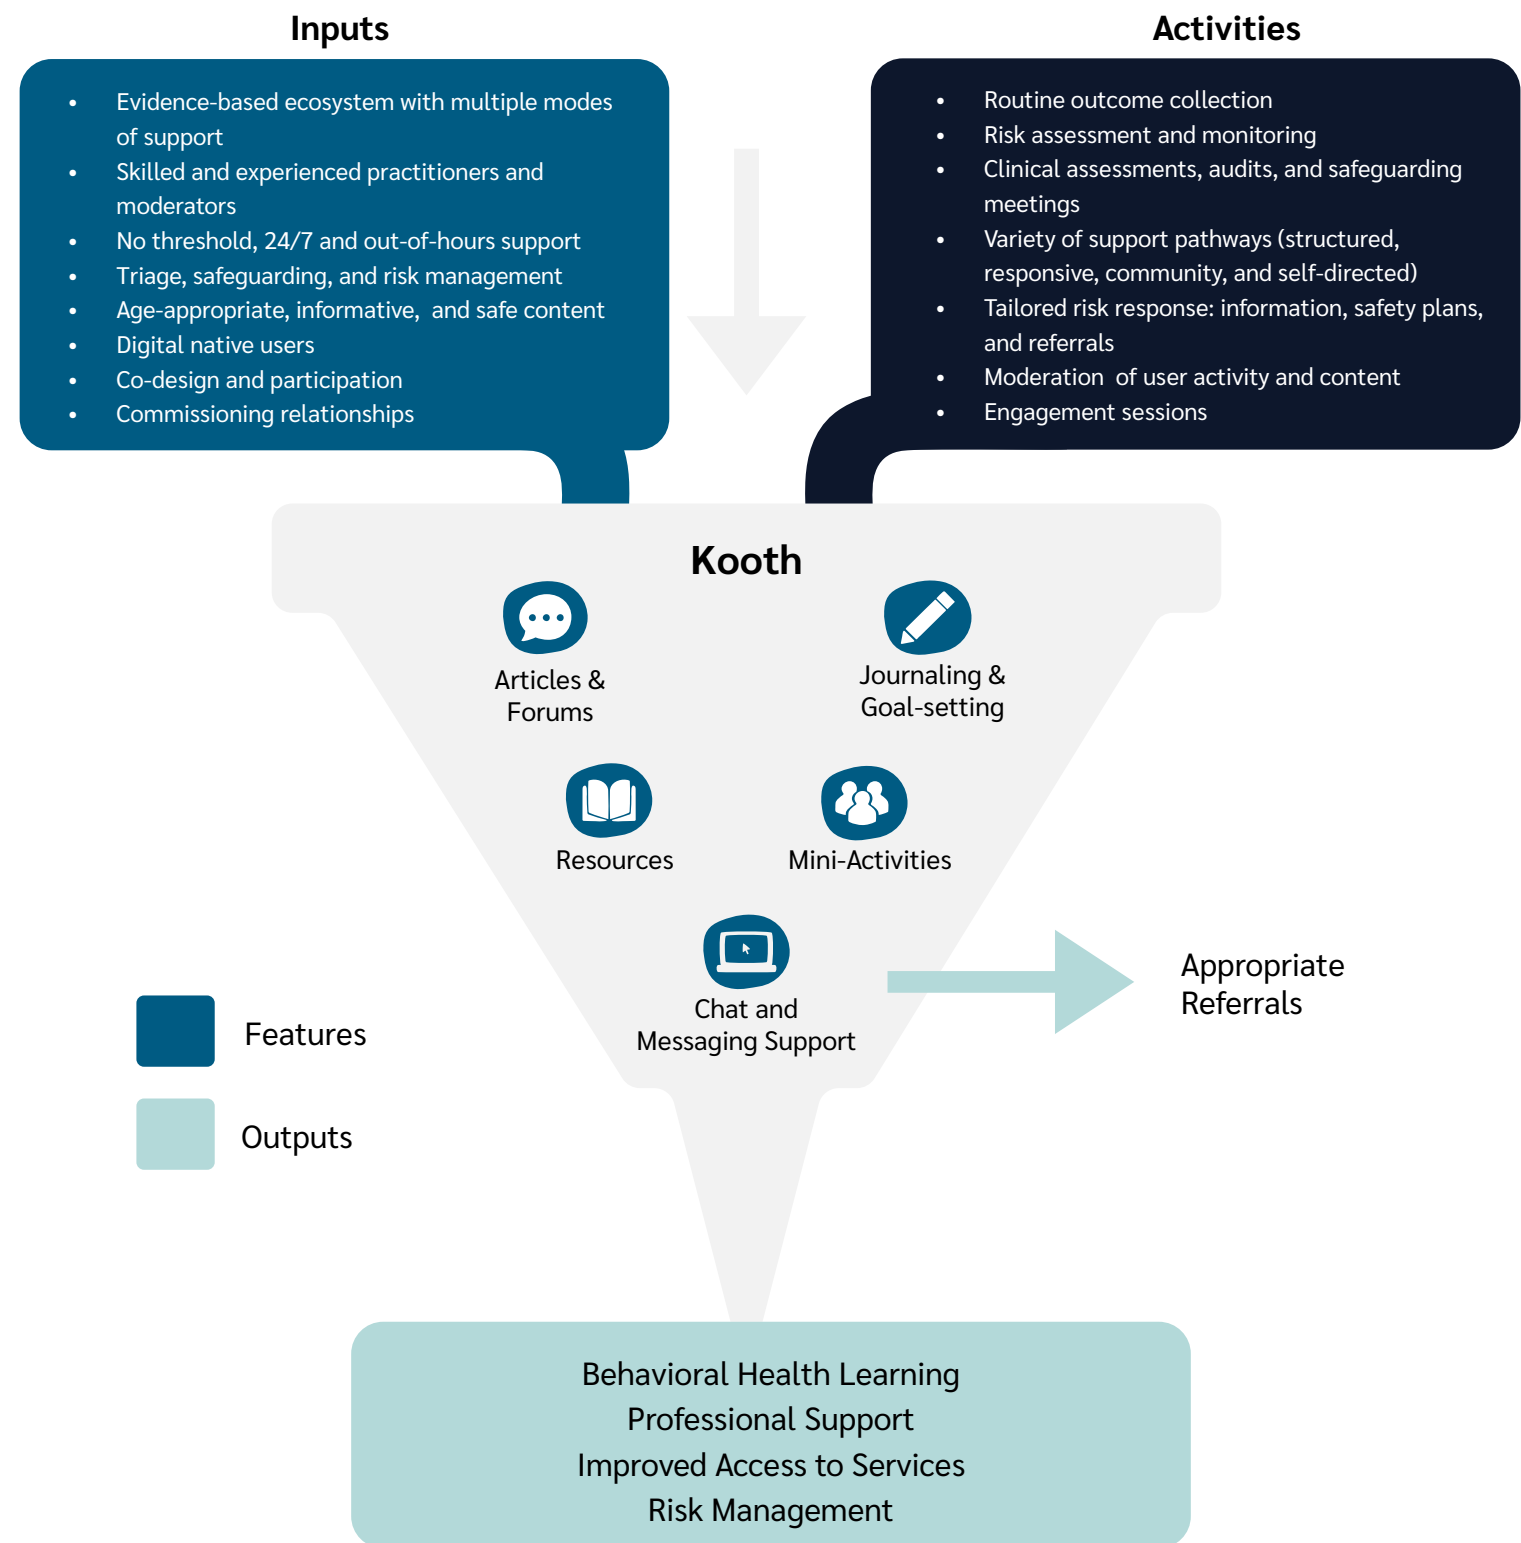 Inputs
• Evidence-based ecosystem with multiple modes
of support
• Skilled and experienced practitioners and
moderators
• No threshold, 24/7 and out-of-hours support
• Triage, safeguarding, and risk management
• Age-appropriate, informative,  and safe content
• Digital native users
• Co-design and participation
• Commissioning relationships
Activities
• Routine outcome collection
• Risk assessment and monitoring
• Clinical assessments, audits, and safeguarding
meetings
• Variety of support pathways (structured,
responsive, community, and self-directed)
• Tailored risk response: information, safety plans,
and referrals
• Moderation  of user activity and content
• Engagement sessions
Kooth
Articles &
Forums
Journaling &
Goal-setting
Resources
Mini-Activities
Chat and
Messaging Support
Appropriate
Referrals
Features
Outputs
Behavioral Health Learning
Professional Support
Improved Access to Services
Risk Management